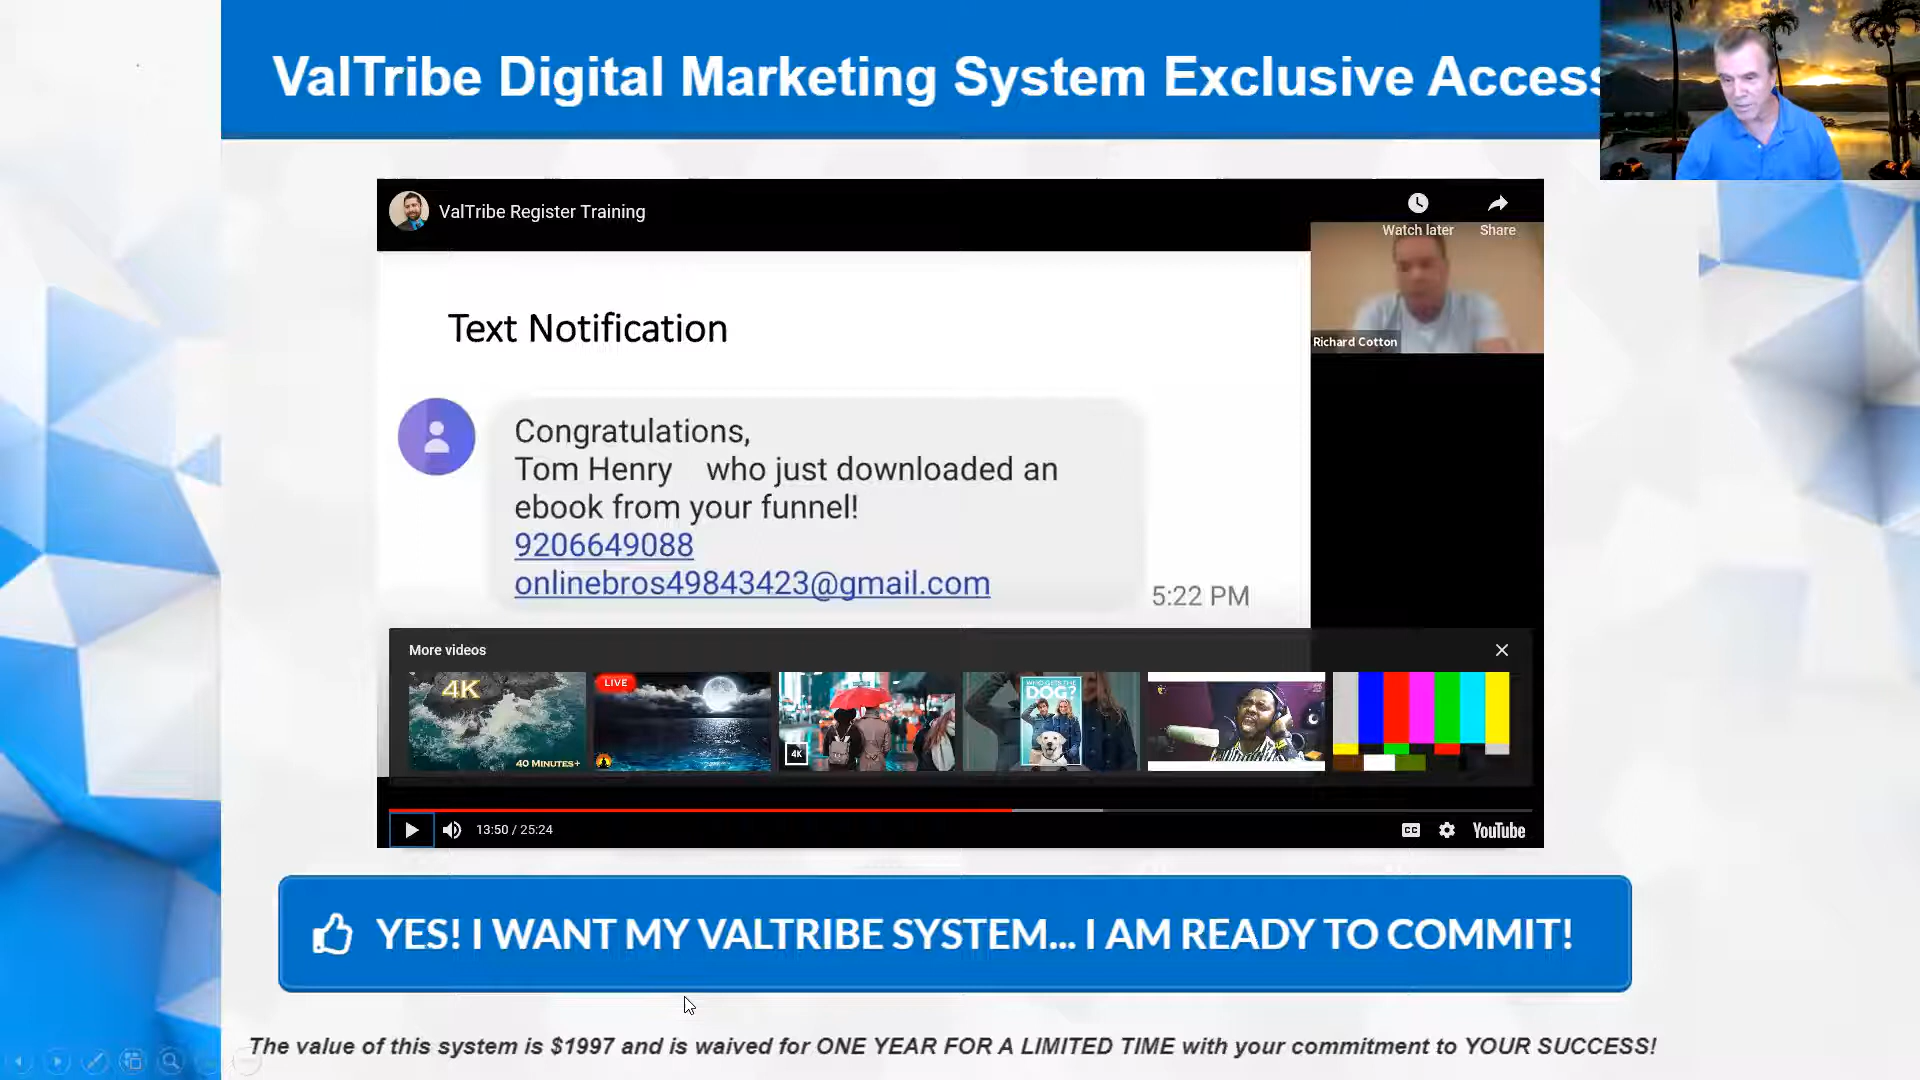 ValTribe Digital Marketing System Exclusive Access
ValTribe Register Training
Watch later
Share
Richard Cotton
Text Notification
Congratulations,
Tom Henry who just downloaded an
ebook from your funnel!
9206649088
onlinebros49843423@gmail.com
5:22 PM
More videos
4K
40 MINUTES+
LIVE
4K
WHO GETS THE
DOG?
13:50 / 25:24
CC
YouTube
YES! I WANT MY VALTRIBE SYSTEM... I AM READY TO COMMIT!
The value of this system is $1997 and is waived for ONE YEAR FOR A LIMITED TIME with your commitment to YOUR SUCCESS!